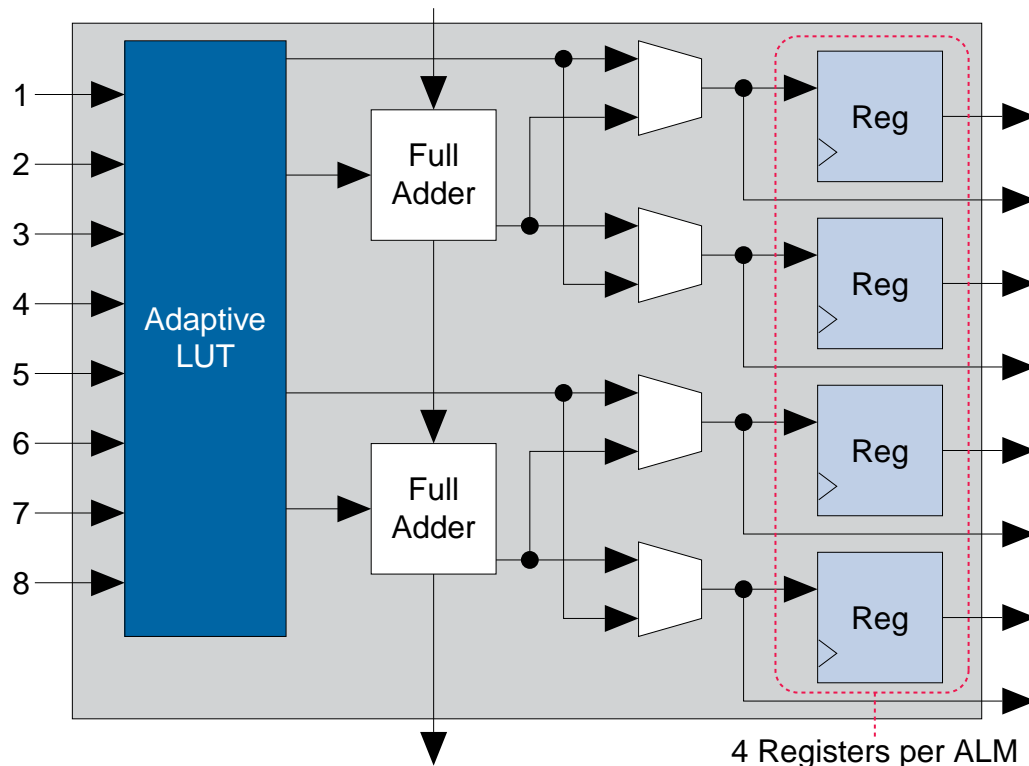 1
2
3
4
5
6
7
8
Adaptive
LUT
Full
Adder
Full
Adder
Reg
Reg
Reg
Reg
4 Registers per ALM